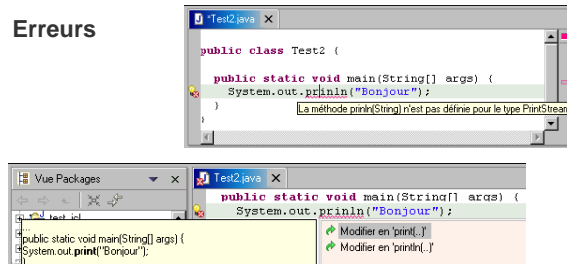 Erreurs
*Test2.java
public class Test2 {
public static void main(String[] args) {
System.out.prinln("Bonjour");
La méthode prinln(String) n'est pas définie pour le type PrintStream
}
}
Vue Packages
Test2.java
public static void main(String[] args) {
System.out.prinln("Bonjour");
...
public static void main(String[] args) {
System.out.print("Bonjour");
}
Modifier en 'print(..)'
Modifier en 'println(..)'